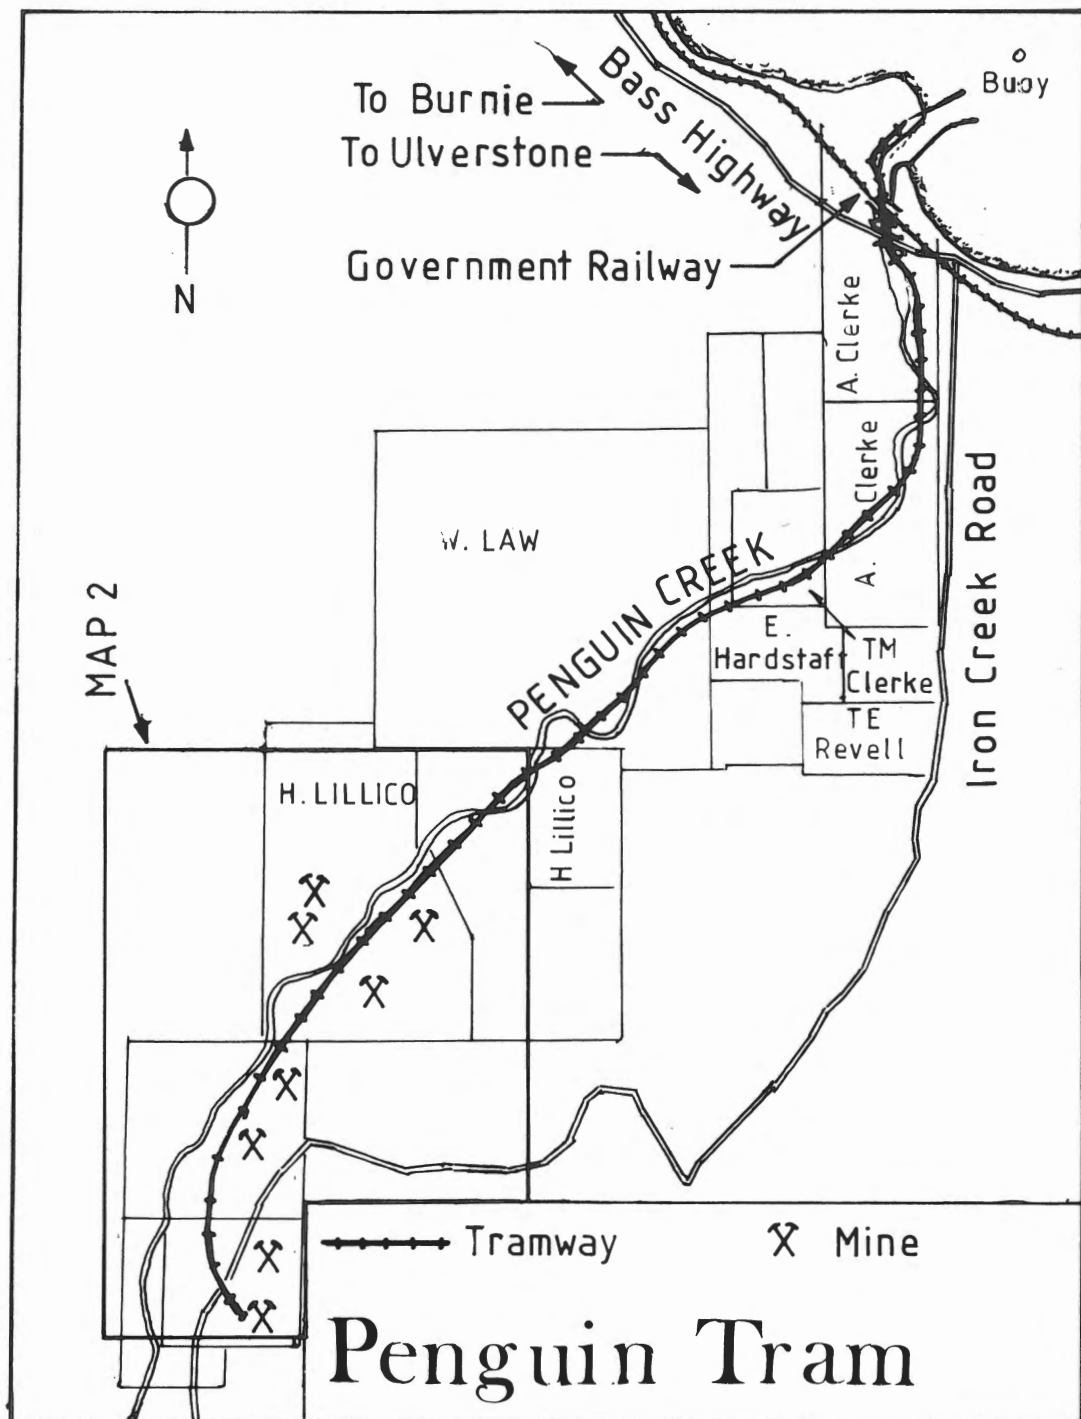 Buoy
To Burnie
Bass Highway
To Ulverstone
Government Railway
N
A. Clerke
A. Clerke
W. LAW
PENGUIN CREEK
Iron Creek Road
MAP 2
E.
Hardstaff
TM
Clerke
TE
Revell
H. LILLICO
H Lillico
Tramway
Mine
Penguin Tram